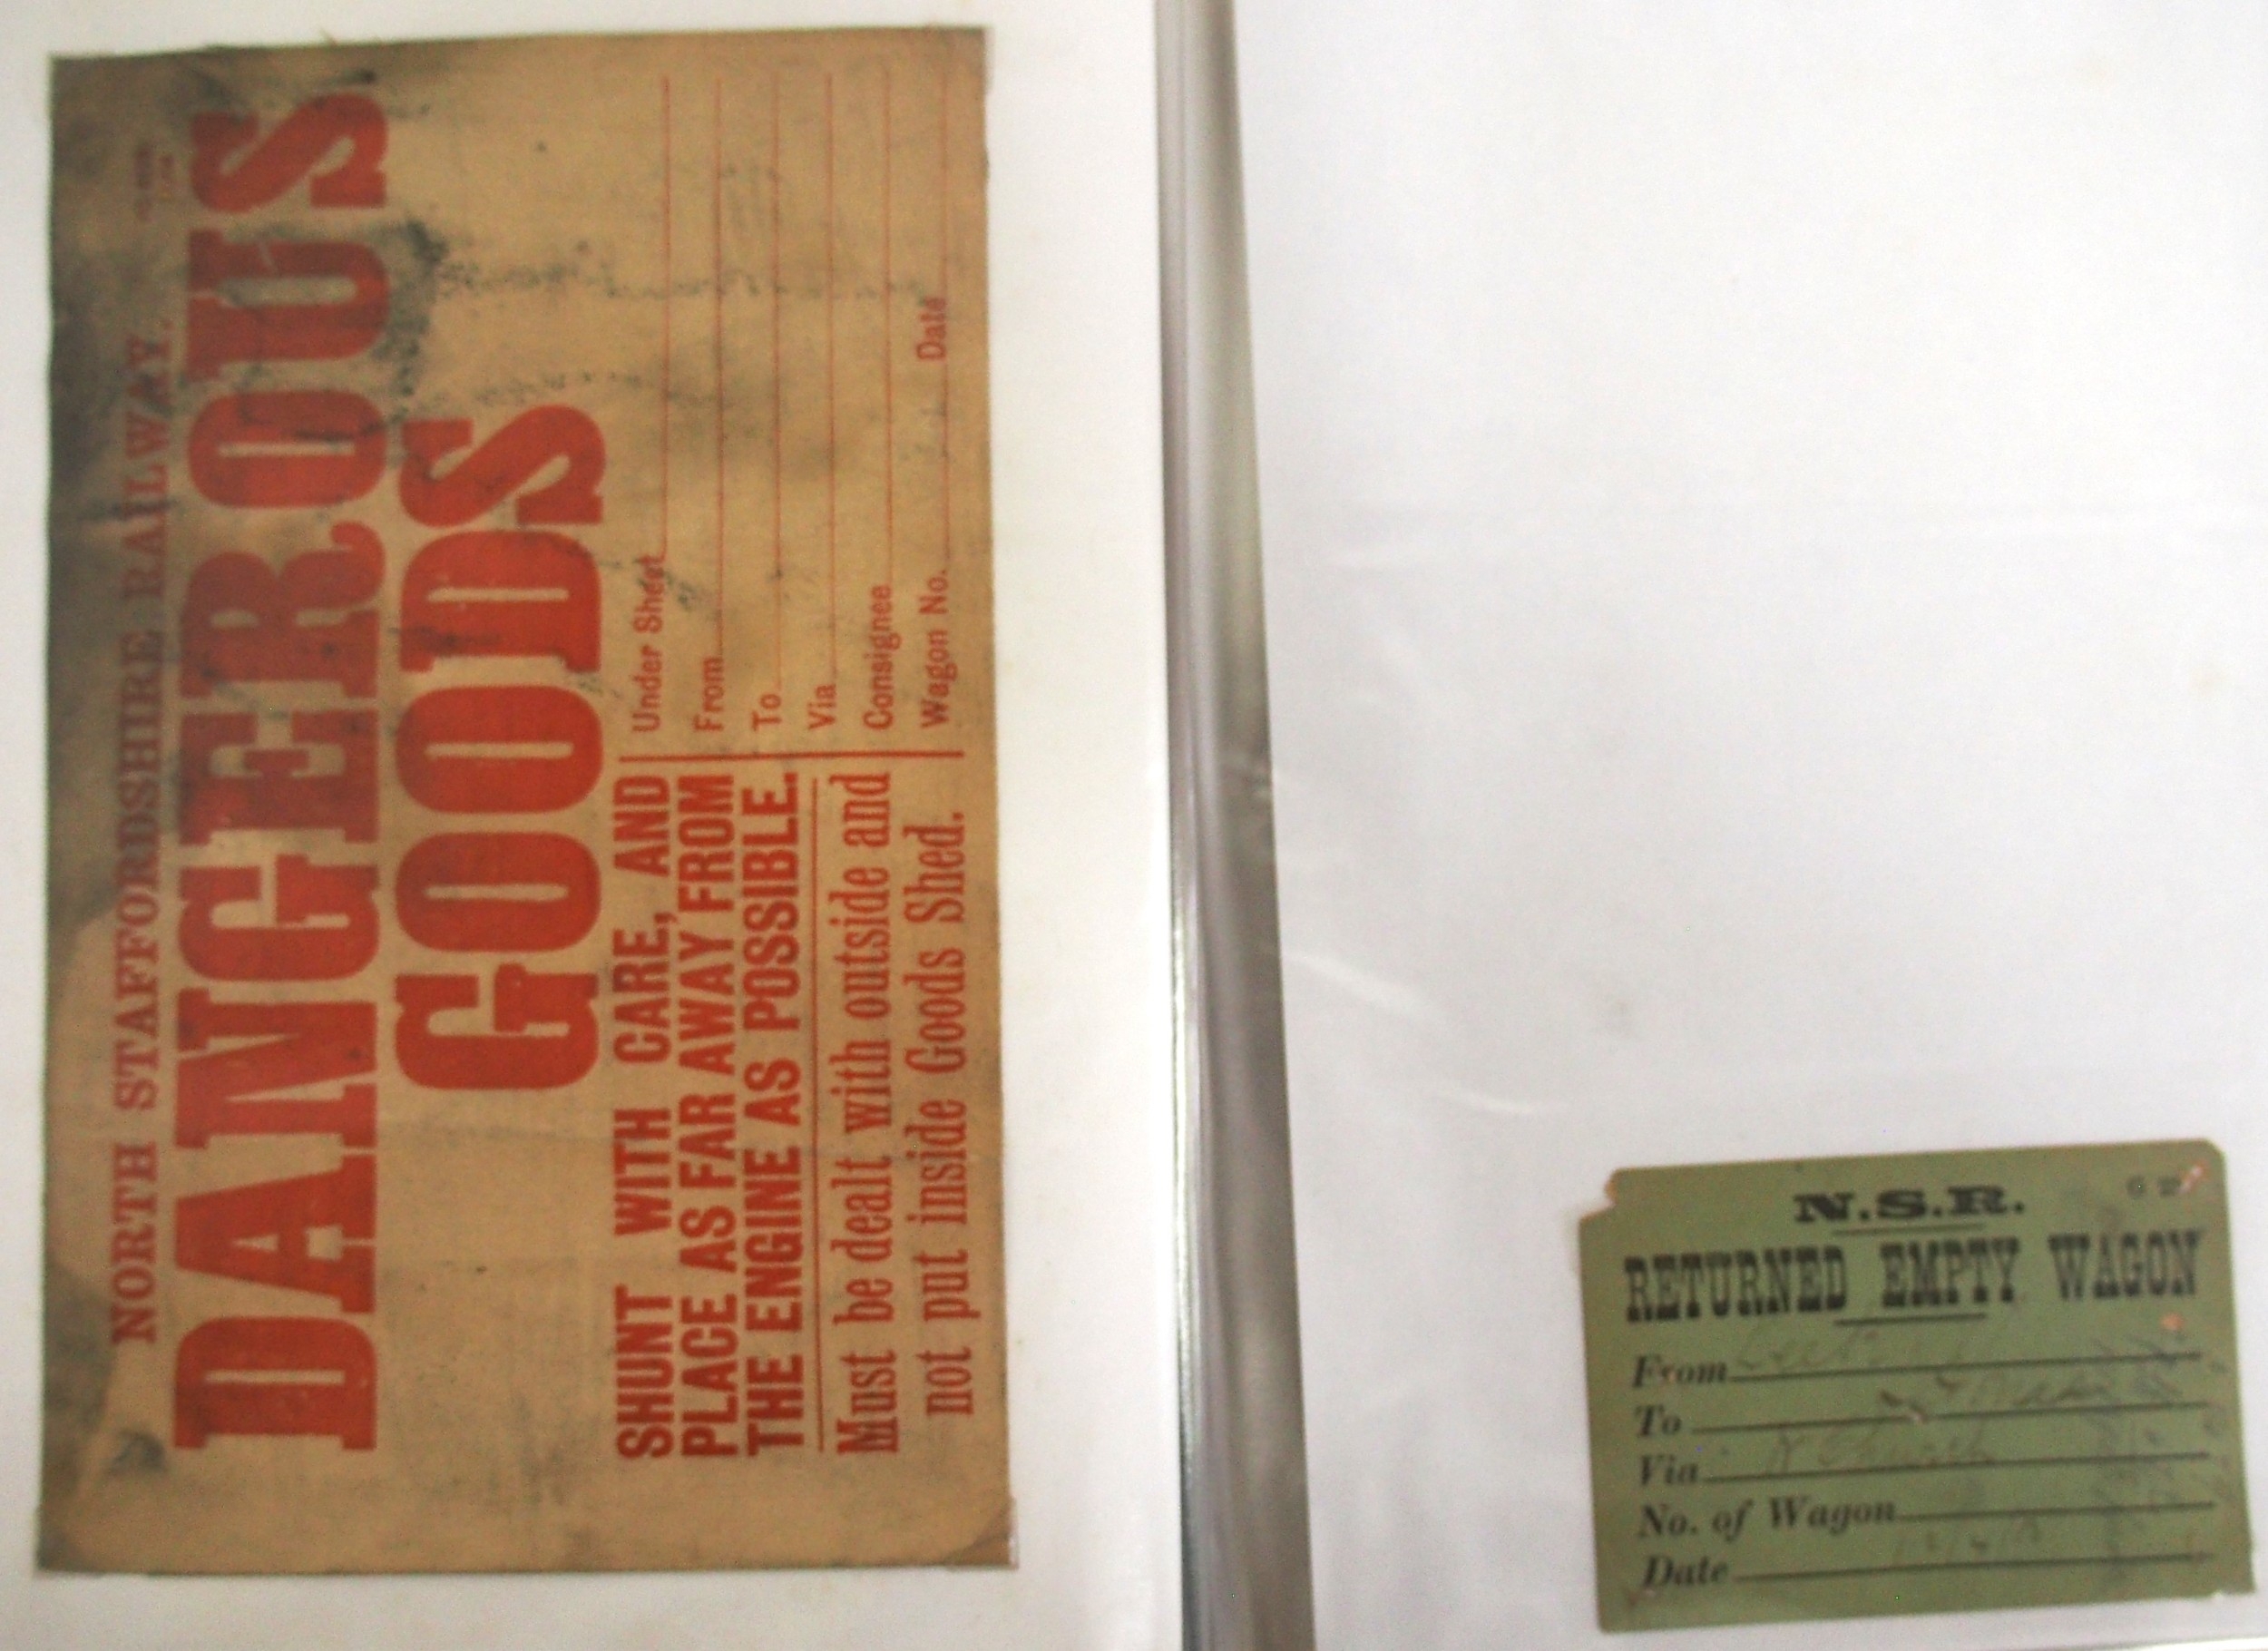 NORTH STAFFORDSHIRE RAILWAY.
DANGEROUS
GOODS
SHUNT WITH CARE, AND
PLACE AS FAR AWAY FROM
THE ENGINE AS POSSIBLE.
Must be dealt with outside and
not put inside Goods Shed.
Under Sheet
From
To
Via
Consignee
Wagon No. Date
N.S.R.
RETURNED EMPTY WAGON
From
To
Via N Church
No. of Wagon
Date